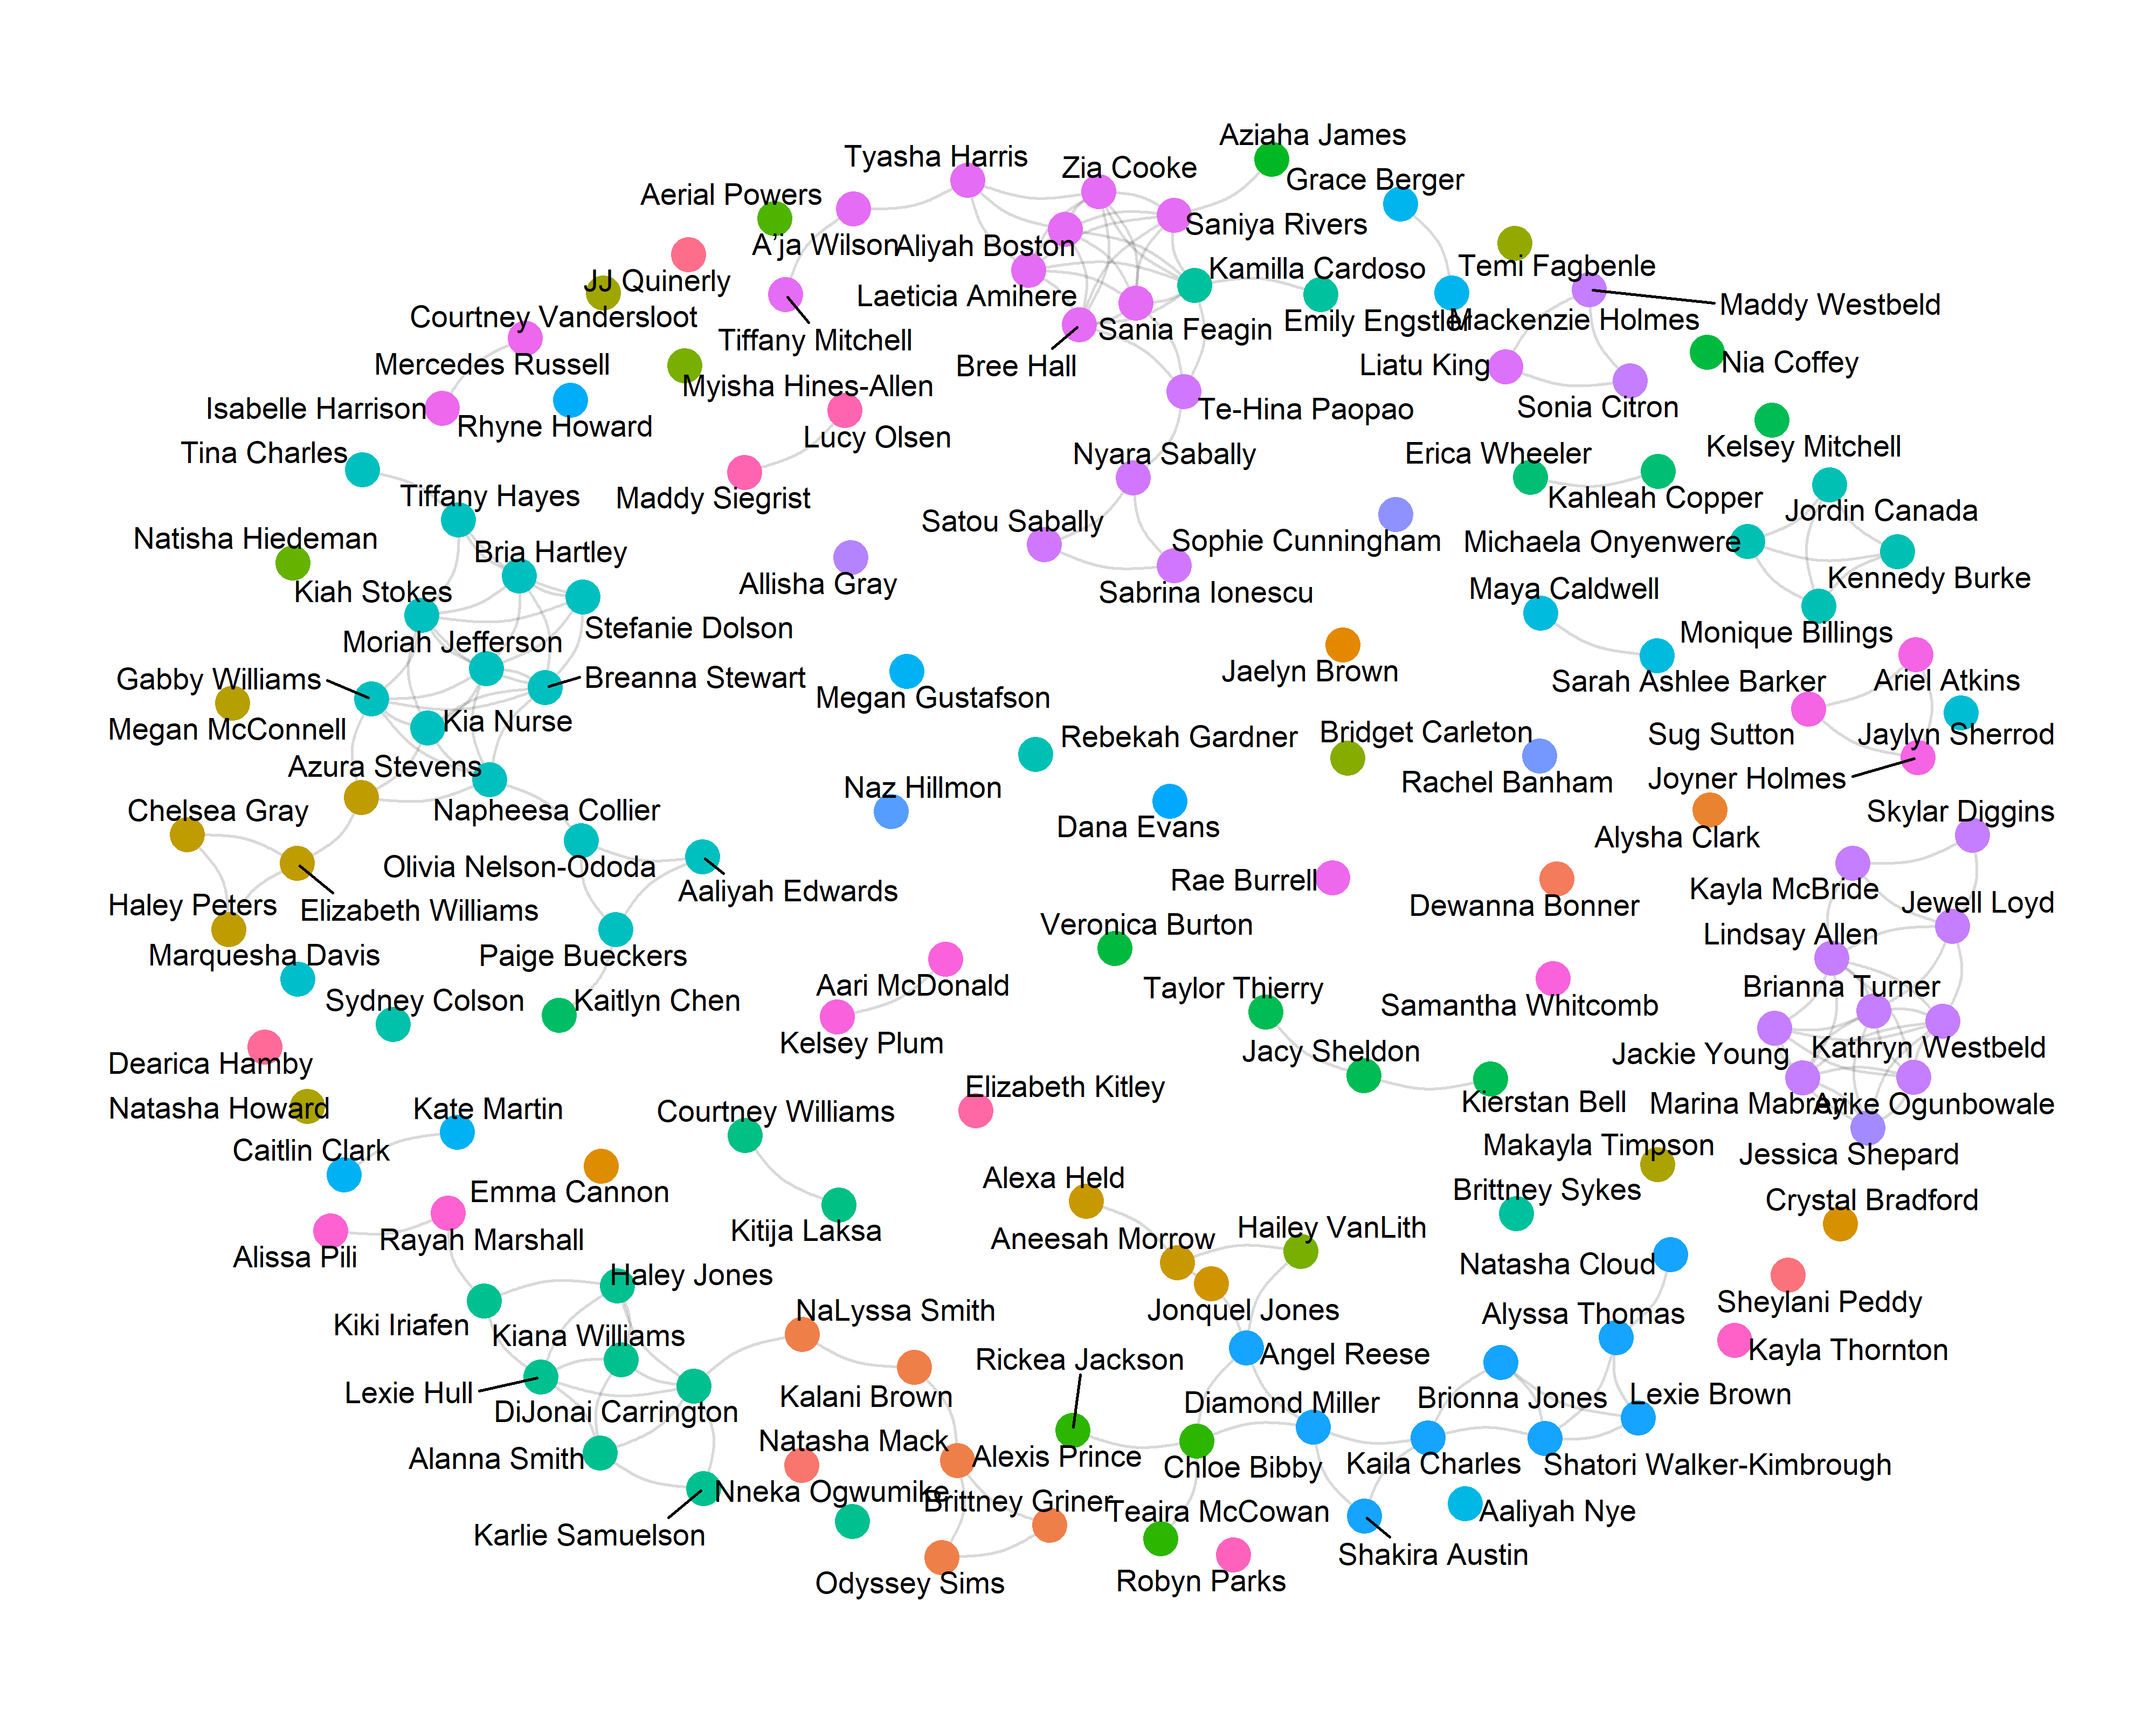 Aziaha James
Tyasha Harris
Zia Cooke
Grace Berger
Aerial Powers
Saniya Rivers
A'ja Wilson
Aliyah Boston
Kamilla Cardoso
Temi Fagbenle
JJ Quinerly
Laeticia Amihere
Maddy Westbeld
Courtney Vandersloot
Sania Feagin
Emily Engstler
Mackenzie Holmes
Tiffany Mitchell
Bree Hall
Liatu King
Nia Coffey
Mercedes Russell
Myisha Hines-Allen
Isabelle Harrison
Te-Hina Paopao
Sonia Citron
Rhyne Howard
Lucy Olsen
Kelsey Mitchell
Tina Charles
Nyara Sabally
Erica Wheeler
Tiffany Hayes
Maddy Siegrist
Kahleah Copper
Jordin Canada
Satou Sabally
Natisha Hiedeman
Sophie Cunningham
Michaela Onyenwere
Bria Hartley
Kiah Stokes
Allisha Gray
Sabrina Ionescu
Maya Caldwell
Kennedy Burke
Stefanie Dolson
Monique Billings
Moriah Jefferson
Gabby Williams
Breanna Stewart
Jaelyn Brown
Sarah Ashlee Barker
Ariel Atkins
Megan Gustafson
Megan McConnell
Kia Nurse
Rebekah Gardner
Bridget Carleton
Sug Sutton
Jaylyn Sherrod
Azura Stevens
Naz Hillmon
Rachel Banham
Joyner Holmes
Chelsea Gray
Napheesa Collier
Dana Evans
Alysha Clark
Skylar Diggins
Olivia Nelson-Ododa
Aaliyah Edwards
Rae Burrell
Kayla McBride
Haley Peters
Elizabeth Williams
Dewanna Bonner
Jewell Loyd
Veronica Burton
Lindsay Allen
Marquesha Davis
Paige Bueckers
Aari McDonald
Taylor Thierry
Brianna Turner
Sydney Colson
Kaitlyn Chen
Samantha Whitcomb
Kelsey Plum
Jacy Sheldon
Jackie Young
Kathryn Westbeld
Dearica Hamby
Elizabeth Kitley
Natasha Howard
Kate Martin
Courtney Williams
Kierstan Bell
Marina Mabrey
Arike Ogunbowale
Caitlin Clark
Makayla Timpson
Jessica Shepard
Emma Cannon
Alexa Held
Brittney Sykes
Crystal Bradford
Alissa Pili
Rayah Marshall
Kitija Laksa
Aneesah Morrow
Hailey VanLith
Natasha Cloud
Haley Jones
Kiki Iriafen
Kiana Williams
NaLyssa Smith
Jonquel Jones
Alyssa Thomas
Sheylani Peddy
Rickea Jackson
Angel Reese
Kayla Thornton
Lexie Hull
DiJonai Carrington
Kalani Brown
Diamond Miller
Brionna Jones
Lexie Brown
Alanna Smith
Natasha Mack
Alexis Prince
Chloe Bibby
Kaila Charles
Shatori Walker-Kimbrough
Nneka Ogwumike
Brittney Griner
Teaira McCowan
Aaliyah Nye
Karlie Samuelson
Shakira Austin
Odyssey Sims
Robyn Parks